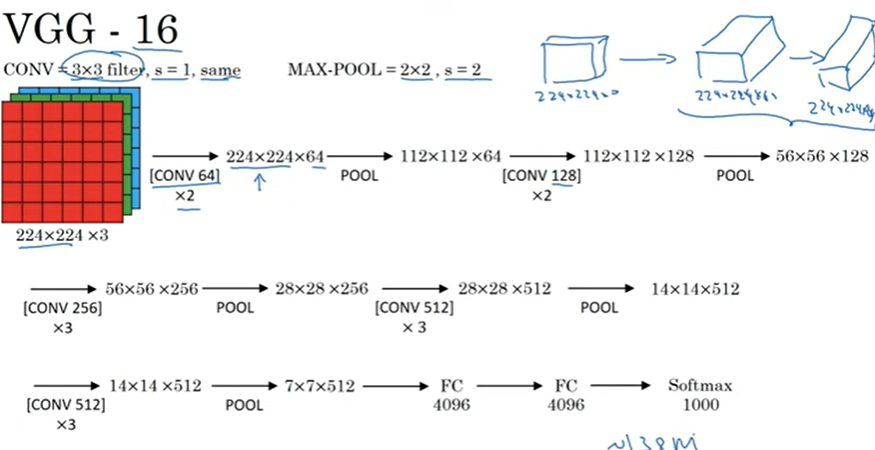 VGG - 16
CONV = 3×3 filter, s = 1, same MAX-POOL = 2×2 , s = 2
224×224×3 224×224×64 224×224×64
224×224×64 112×112 ×64 112×112 ×128 56×56 ×128
[CONV 64] POOL [CONV 128] POOL
×2 ×2
224×224 ×3
56×56 ×256 28×28 ×256 28×28 ×512 14×14×512
[CONV 256] POOL [CONV 512] POOL
×3 × 3
14×14 ×512 7×7×512 FC FC Softmax
[CONV 512] POOL 4096 4096 1000
×3
~138M